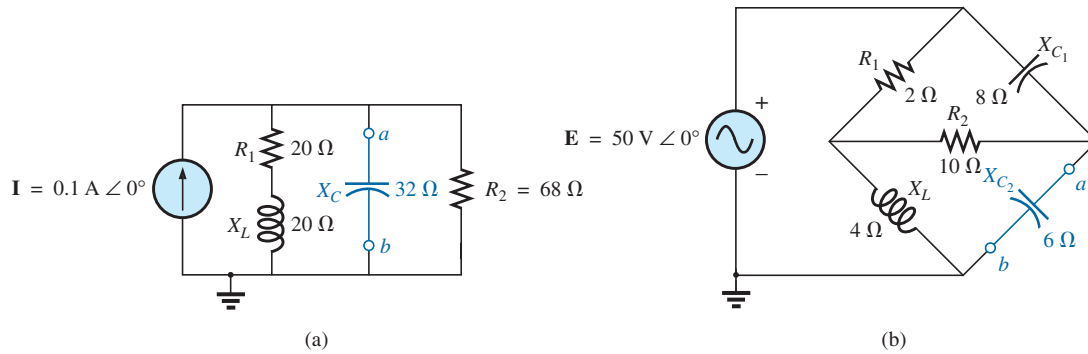 I = 0.1 A ∠ 0°
R1
20 Ω
XL
20 Ω
a
XC
32 Ω
b
R2 = 68 Ω
(a)
E = 50 V ∠ 0°
+
−
R1
2 Ω
XC1
8 Ω
R2
10 Ω
XL
4 Ω
XC2
6 Ω
a
b
(b)